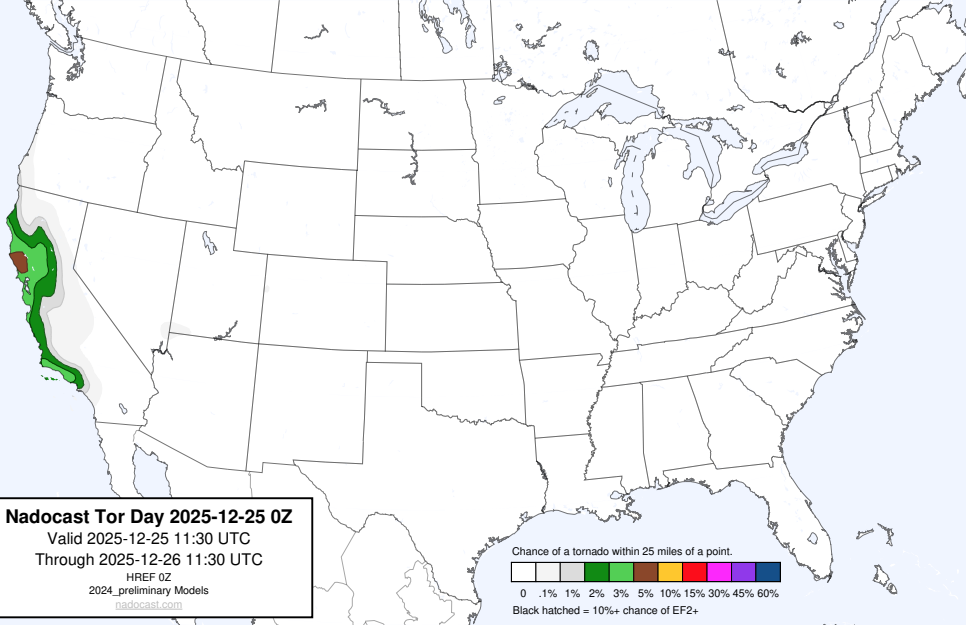 Nadocast Tor Day 2025-12-25 0Z
Valid 2025-12-25 11:30 UTC
Through 2025-12-26 11:30 UTC
HREF 0Z
2024_preliminary Models
nadocast.com
Chance of a tornado within 25 miles of a point.
0 .1% 1% 2% 3% 5% 10% 15% 30% 45% 60%
Black hatched = 10%+ chance of EF2+